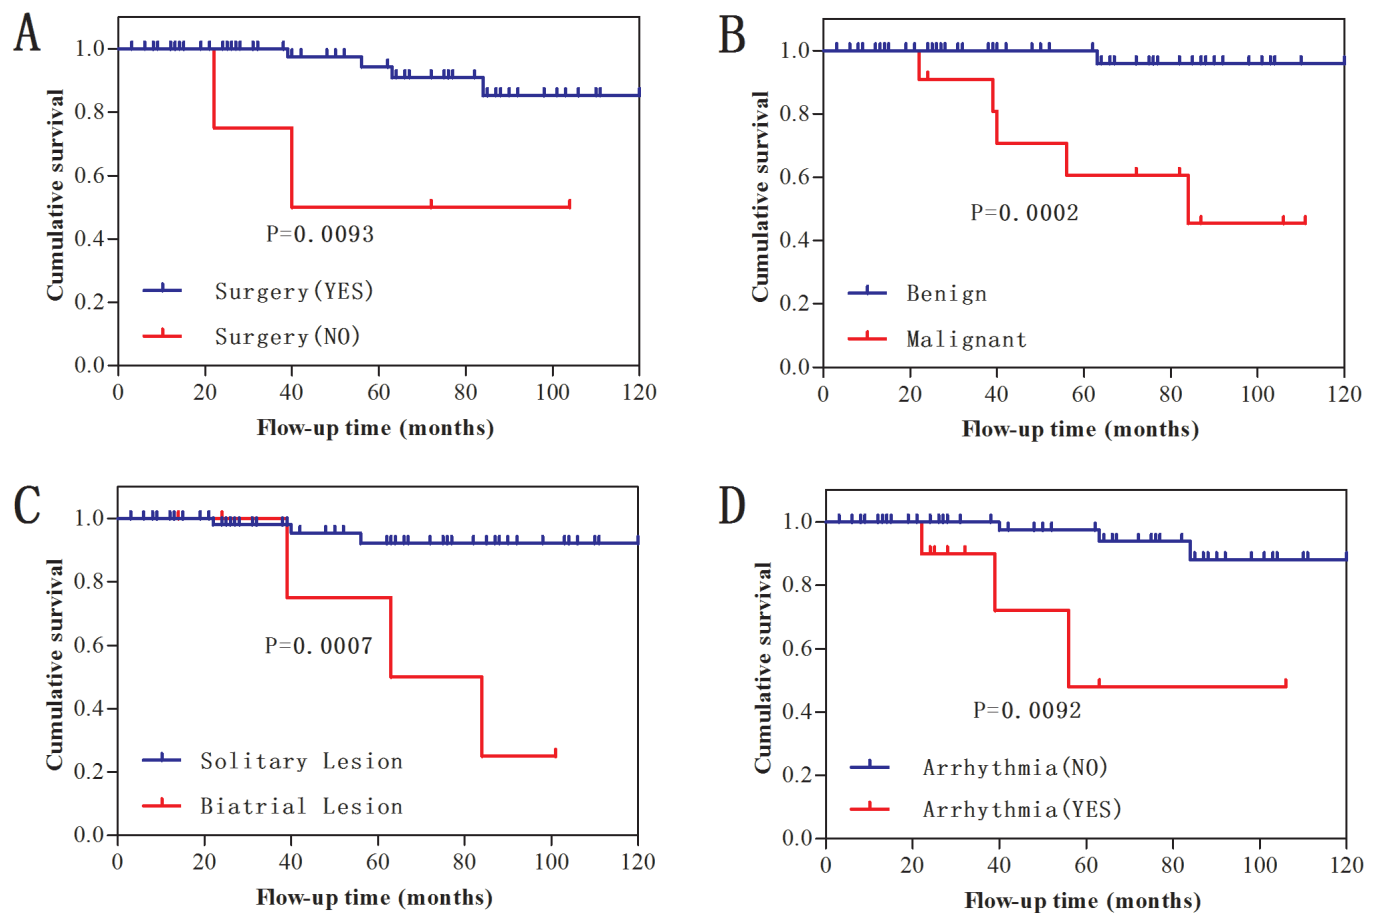 A
Cumulative survival
1.0
0.8
0.6
0.4
0.2
0.0
P=0.0093
Surgery(YES)
Surgery(NO)
0 20 40 60 80 100 120
Flow-up time (months)
B
Cumulative survival
1.0
0.8
0.6
0.4
0.2
0.0
P=0.0002
Benign
Malignant
0 20 40 60 80 100 120
Flow-up time (months)
C
Cumulative survival
1.0
0.8
0.6
0.4
0.2
0.0
P=0.0007
Solitary Lesion
Biatrial Lesion
0 20 40 60 80 100 120
Flow-up time (months)
D
Cumulative survival
1.0
0.8
0.6
0.4
0.2
0.0
P=0.0092
Arrhythmia(NO)
Arrhythmia(YES)
0 20 40 60 80 100 120
Flow-up time (months)